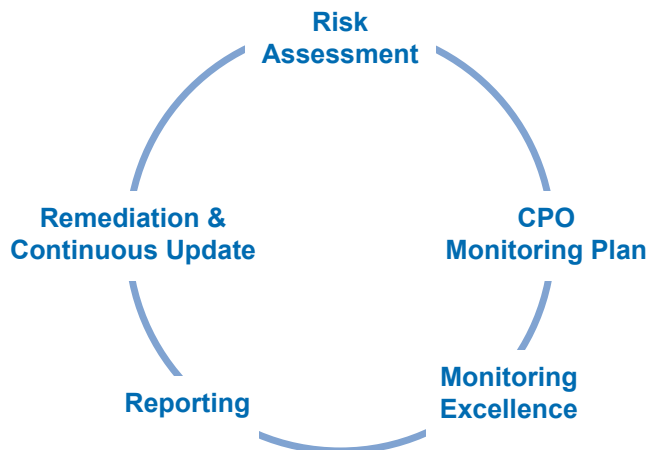 Risk
Assessment
CPO
Monitoring Plan
Monitoring
Excellence
Reporting
Remediation &
Continuous Update